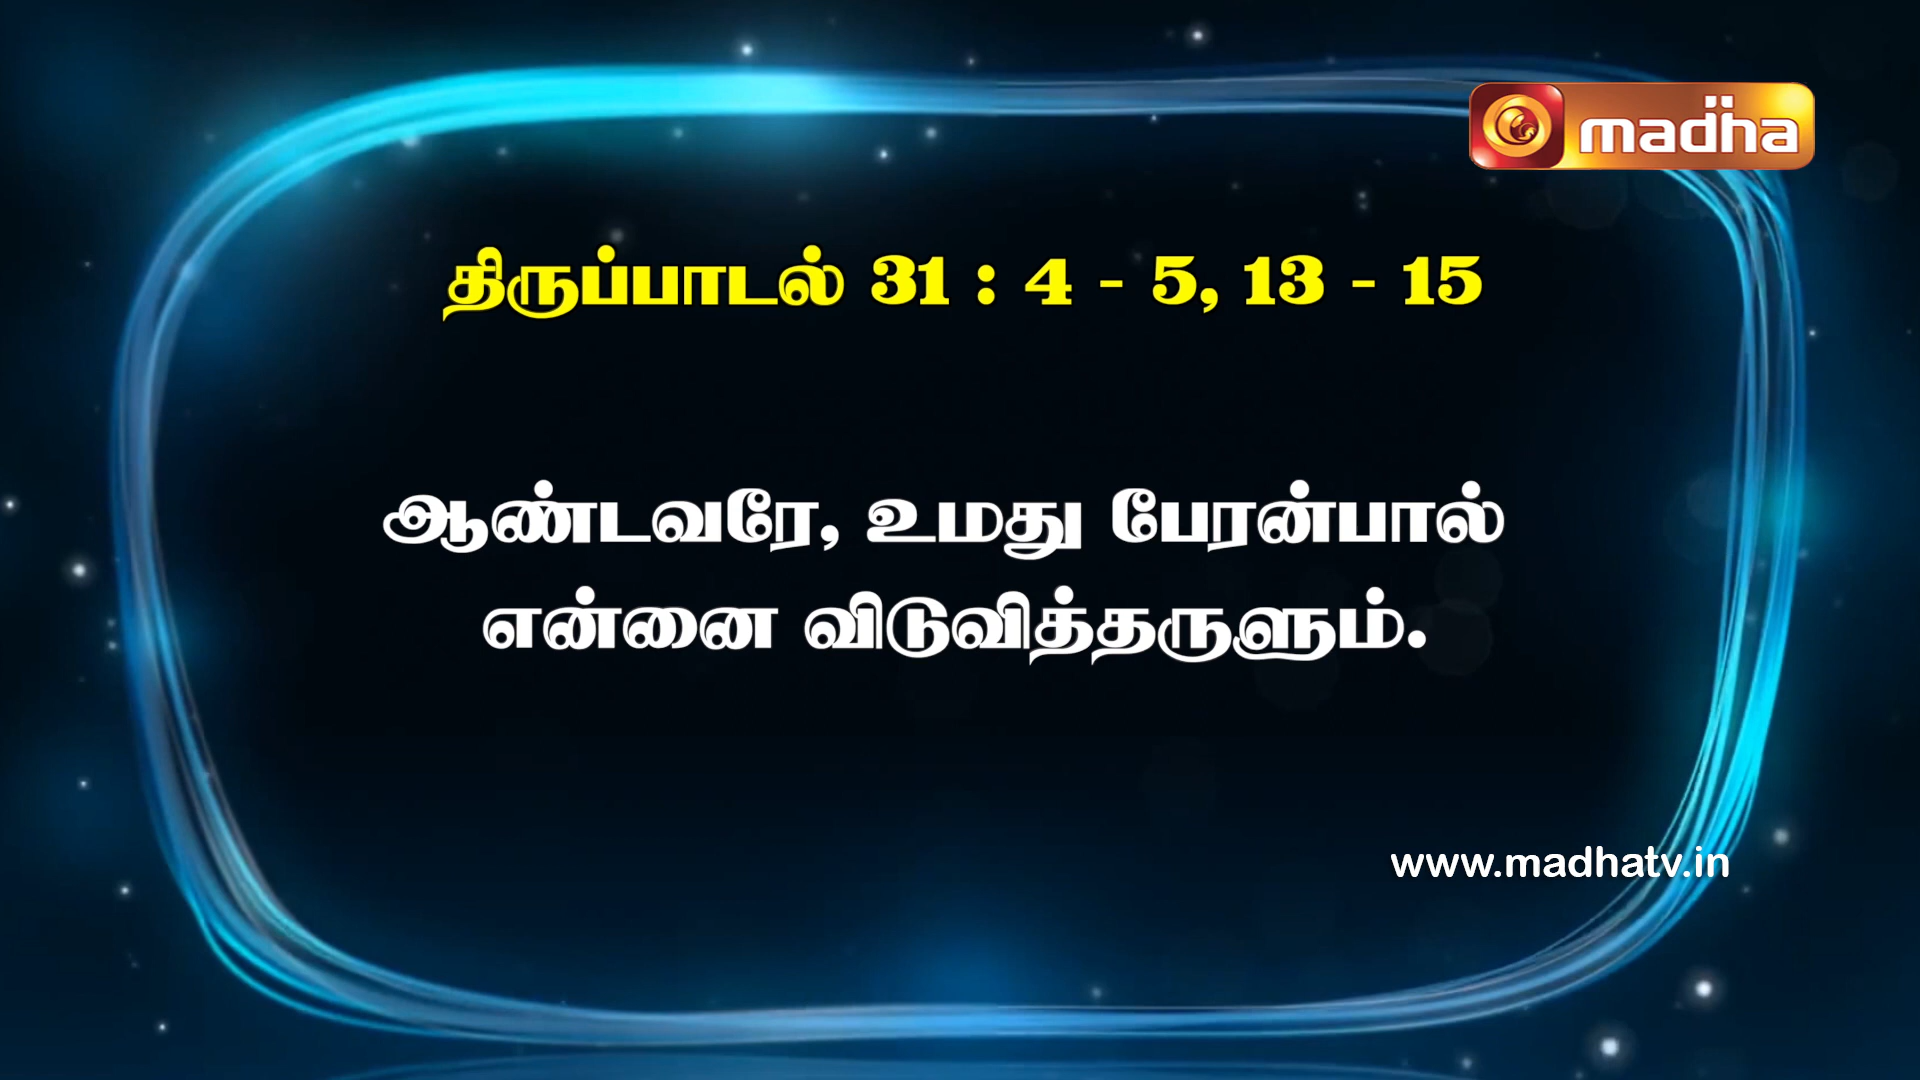 madha
திருப்பாடல் 31 : 4 - 5, 13 - 15
ஆண்டவரே, உமது பேரன்பால்
என்னை விடுவித்தருளும்.
www.madhatv.in